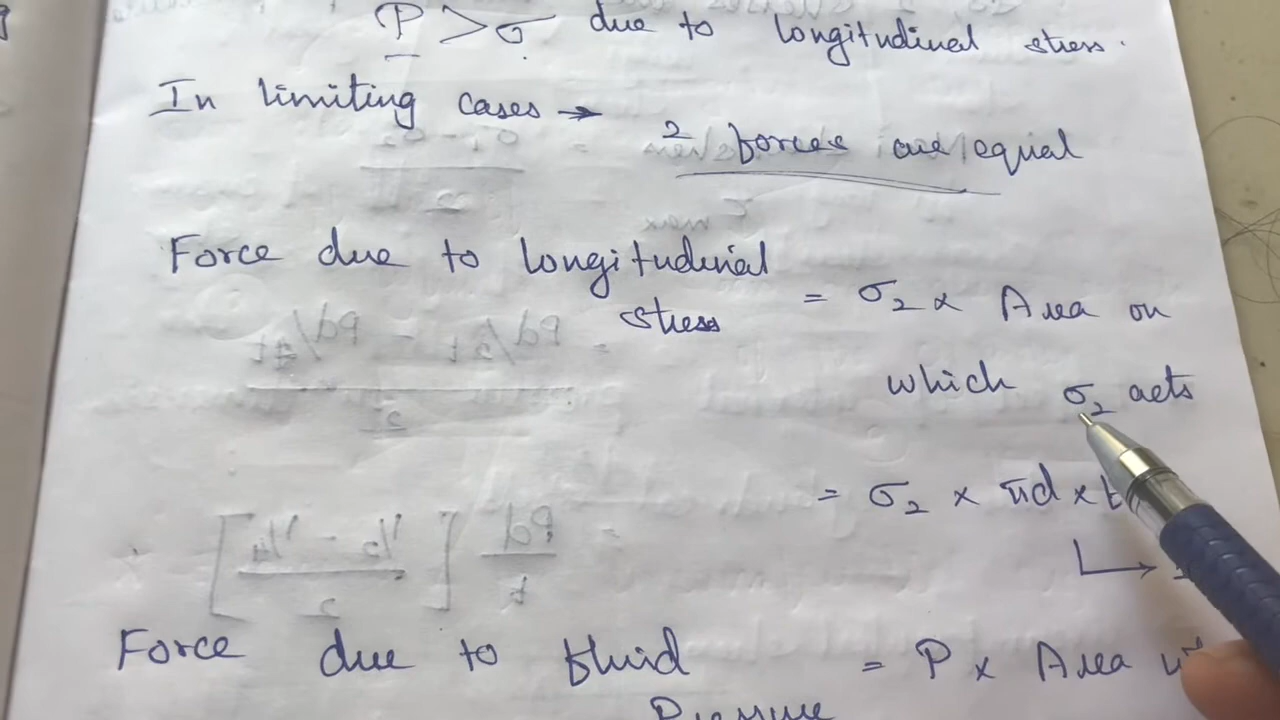 P > σ due to longitudinal stress.
In limiting cases → 2 forces are equal
Force due to longitudinal stress = σ₂ × Area on
which σ₂ acts
= σ₂ × πd × t
Force due to fluid = P × Area
Pressure